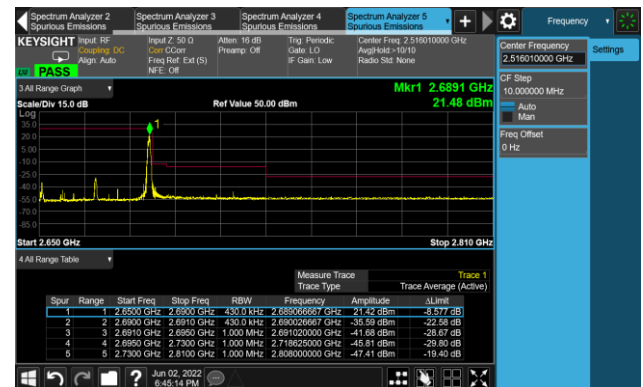 Spectrum Analyzer 2
Spurious Emissions
Spectrum Analyzer 3
Spurious Emissions
Spectrum Analyzer 4
Spurious Emissions
Spectrum Analyzer 5
Spurious Emissions
Frequency
KEYSIGHT
Input: RF
Coupling: DC
Align: Auto
Input Z: 50 Ω
Corr CCorr
Freq Ref: Ext (S)
NFE: Off
Atten: 16 dB
Preamp: Off
Trig: Periodic
Gate: LO
IF Gain: Low
Center Freq: 2.516010000 GHz
Avg|Hold:>10/10
Radio Std: None
LXI
PASS
Center Frequency
2.516010000 GHz
Settings
CF Step
10.000000 MHz
Auto
Man
Freq Offset
0 Hz
3 All Range Graph
Mkr1 2.6891 GHz
Scale/Div 15.0 dB
Ref Value 50.00 dBm
21.48 dBm
Log
35.0
20.0
5.00
-10.0
-25.0
-40.0
-55.0
-70.0
-85.0
1
Start 2.650 GHz
Stop 2.810 GHz
4 All Range Table
Measure Trace Trace 1
Trace Type Trace Average (Active)
Spur Range Start Freq Stop Freq RBW Frequency Amplitude ΔLimit
1 1 2.6500 GHz 2.6900 GHz 430.0 kHz 2.689066667 GHz 21.42 dBm -8.577 dB
2 2 2.6900 GHz 2.6910 GHz 430.0 kHz 2.690026667 GHz -35.59 dBm -22.58 dB
3 3 2.6910 GHz 2.6950 GHz 1.000 MHz 2.691020000 GHz -41.68 dBm -28.67 dB
4 4 2.6950 GHz 2.7300 GHz 1.000 MHz 2.718625000 GHz -45.81 dBm -29.80 dB
5 5 2.7300 GHz 2.8100 GHz 1.000 MHz 2.808000000 GHz -47.41 dBm -19.40 dB
Jun 02, 2022
6:45:14 PM